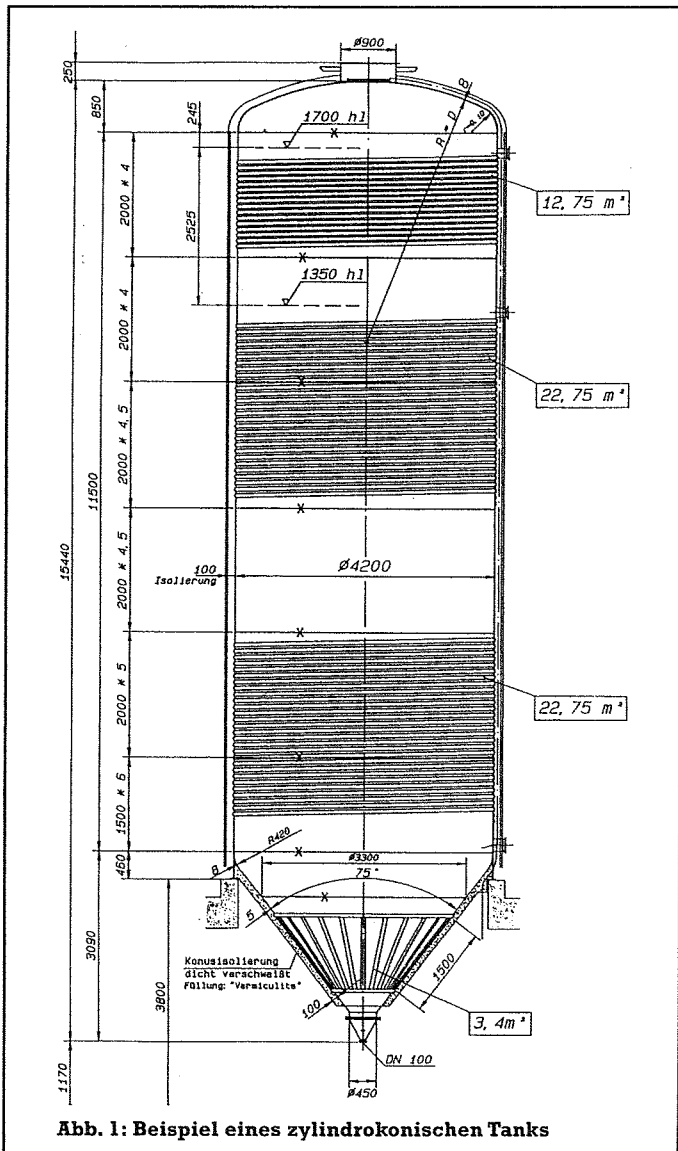 Ø900
250
850
245
1700 hl
8
R = D
R 10
2000 * 4
2525
12,75 m²
1350 hl
2000 * 4
22,75 m²
2000 * 4,5
11500
15440
2000 * 4,5
100
Isolierung
Ø4200
2000 * 5
22,75 m²
1500 * 6
R420
460
8
Ø3300
75°
5
3090
3800
Konusisolierung
dicht verschweißt
Füllung: "Vermiculite"
1500
100
3,4m²
DN 100
1170
Ø450
Abb. 1: Beispiel eines zylindrokonischen Tanks